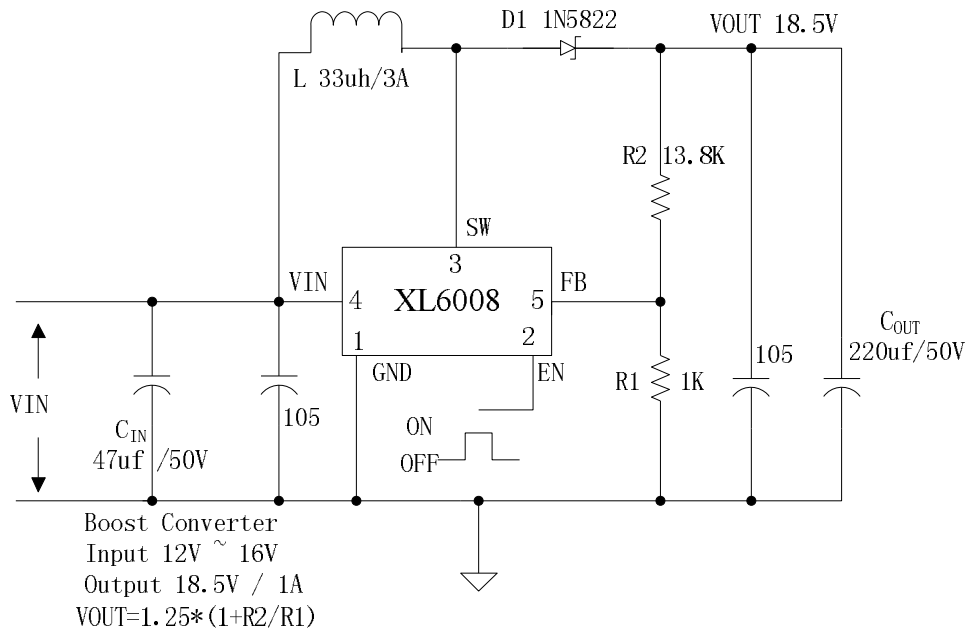 D1 1N5822
VOUT 18.5V
L 33uh/3A
R2 13.8K
SW
3
VIN
4
XL6008
5
FB
1
2
GND
EN
C_OUT
220uf/50V
105
R1 1K
VIN
105
C_IN
47uf /50V
ON
OFF
Boost Converter
Input 12V ~ 16V
Output 18.5V / 1A
VOUT=1.25*(1+R2/R1)